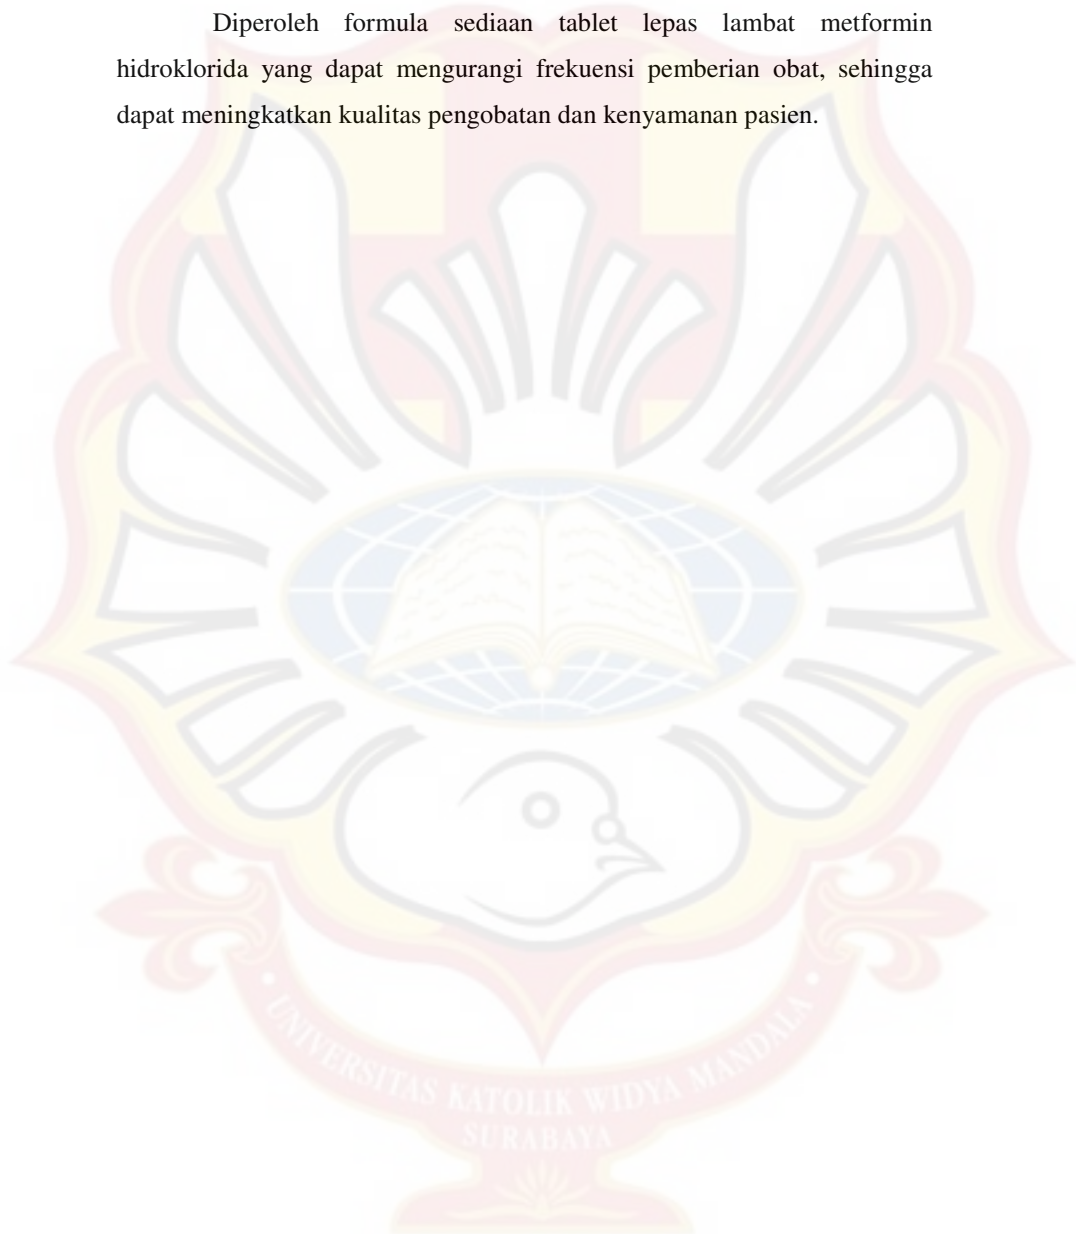 Diperoleh formula sediaan tablet lepas lambat metformin
hidroklorida yang dapat mengurangi frekuensi pemberian obat, sehingga
dapat meningkatkan kualitas pengobatan dan kenyamanan pasien.
• UNIVERSITAS KATOLIK WIDYA MANDALA •
SURABAYA